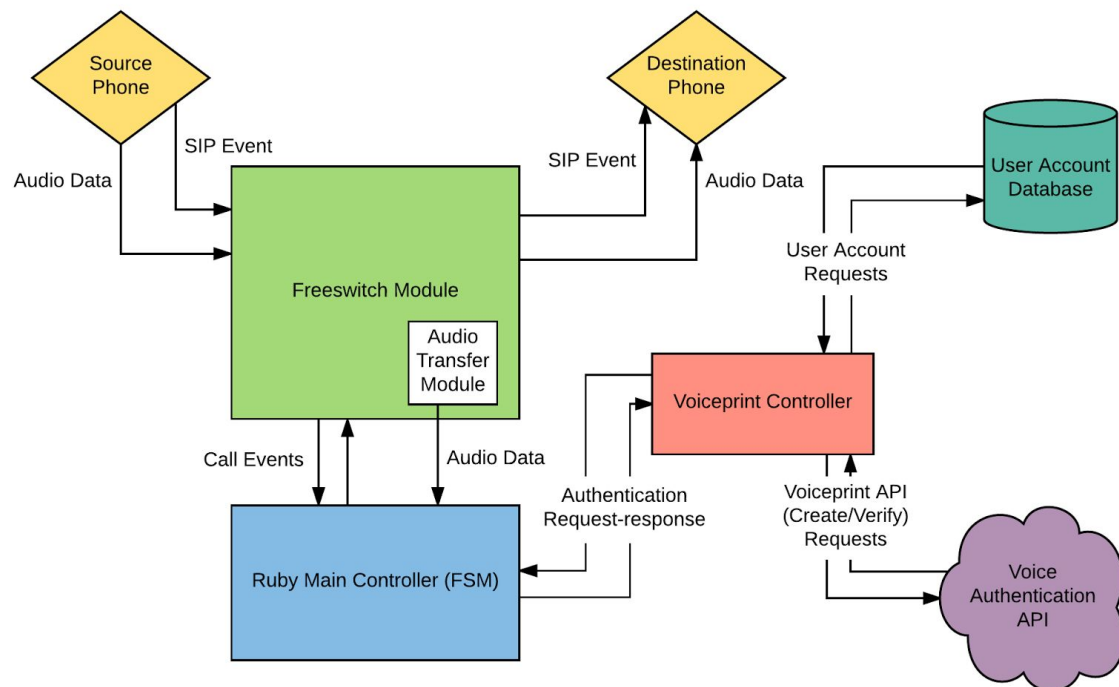 Source
Phone
Destination
Phone
SIP Event
Audio Data
SIP Event
Audio Data
User Account
Database
User Account
Requests
Freeswitch Module
Audio
Transfer
Module
Voiceprint Controller
Call Events
Audio Data
Authentication
Request-response
Voiceprint API
(Create/Verify)
Requests
Ruby Main Controller (FSM)
Voice
Authentication
API